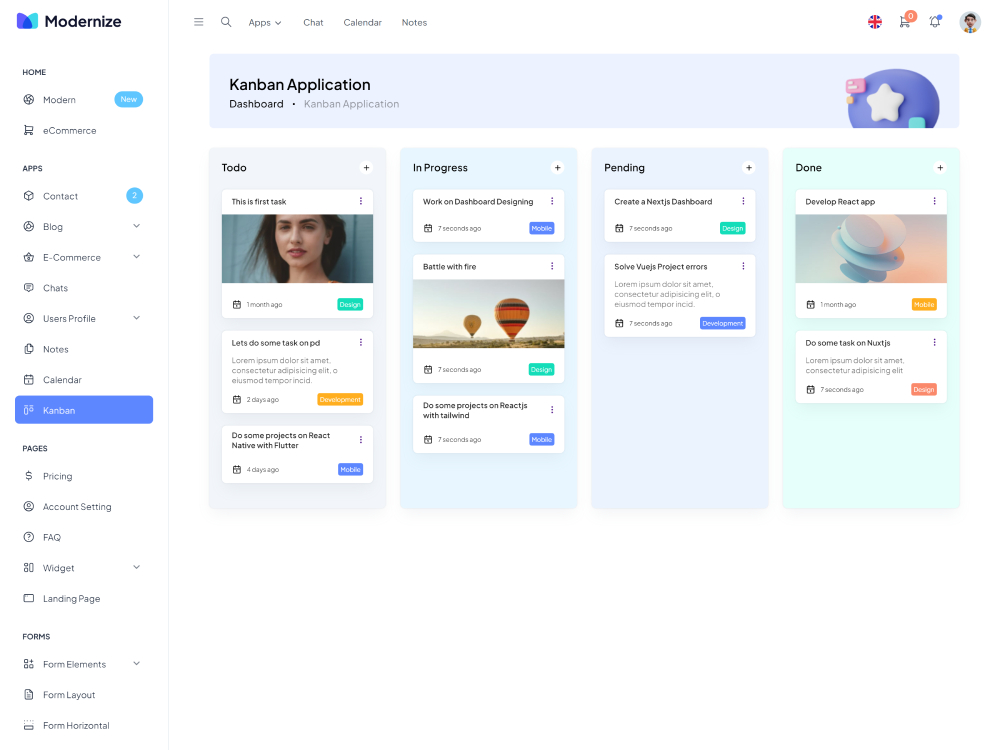 Modernize
Apps
Chat
Calendar
Notes
0
HOME
Modern
New
eCommerce
APPS
Contact
2
Blog
E-Commerce
Chats
Users Profile
Notes
Calendar
Kanban
PAGES
Pricing
Account Setting
FAQ
Widget
Landing Page
FORMS
Form Elements
Form Layout
Form Horizontal
Kanban Application
Dashboard • Kanban Application
Todo
This is first task
1 month ago
Design
Lets do some task on pd
Lorem ipsum dolor sit amet,
consectetur adipisicing elit, o
eiusmod tempor incid.
2 days ago
Development
Do some projects on React
Native with Flutter
4 days ago
Mobile
In Progress
Work on Dashboard Designing
7 seconds ago
Mobile
Battle with fire
7 seconds ago
Design
Do some projects on Reactjs
with tailwind
7 seconds ago
Mobile
Pending
Create a Nextjs Dashboard
7 seconds ago
Design
Solve Vuejs Project errors
Lorem ipsum dolor sit amet,
consectetur adipisicing elit, o
eiusmod tempor incid.
7 seconds ago
Development
Done
Develop React app
1 month ago
Mobile
Do some task on Nuxtjs
Lorem ipsum dolor sit amet,
consectetur adipisicing elit
7 seconds ago
Design